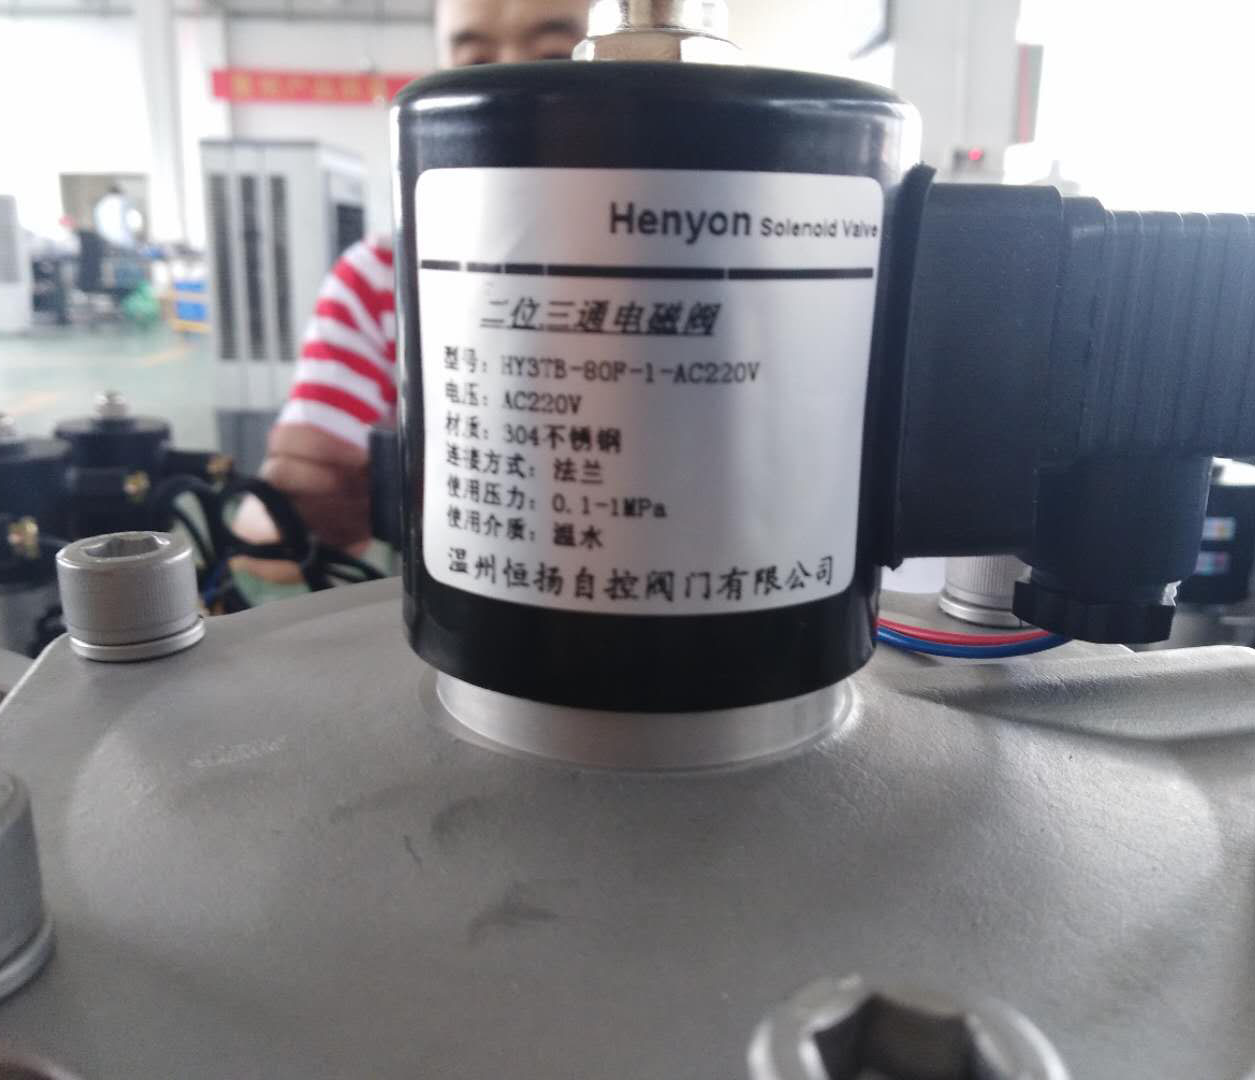 Henyon Solenoid Valve
二位三通电磁阀
型号：HY37B-80F-1-AC220V
电压：AC220V
材质：304不锈钢
连接方式：法兰
使用压力：0.1-1MPa
使用介质：温水
温州恒扬自控阀门有限公司